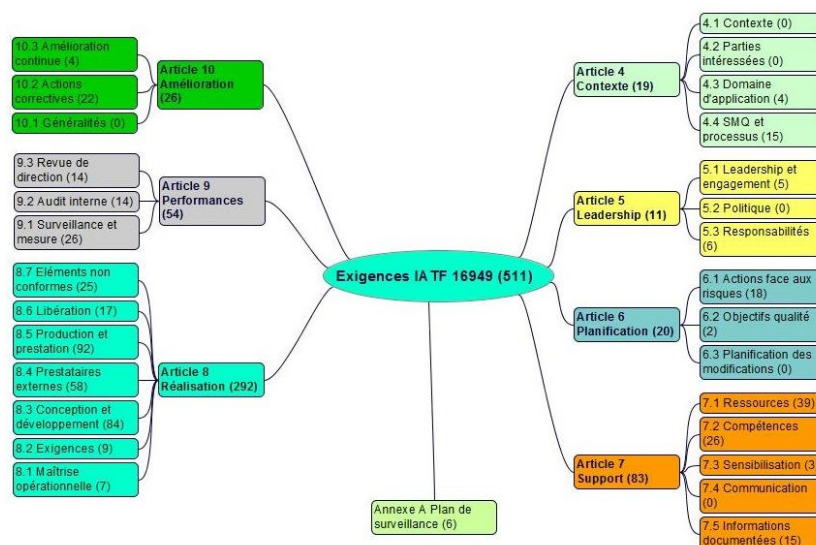 10.3 Amélioration
continue (4)
10.2 Actions
correctives (22)
10.1 Généralités (0)
Article 10
Amélioration
(26)
9.3 Revue de
direction (14)
9.2 Audit interne (14)
9.1 Surveillance et
mesure (26)
Article 9
Performances
(54)
8.7 Eléments non
conformes (25)
8.6 Libération (17)
8.5 Production et
prestation (92)
8.4 Prestataires
externes (58)
8.3 Conception et
développement (84)
8.2 Exigences (9)
8.1 Maîtrise
opérationnelle (7)
Article 8
Réalisation (292)
Exigences IATF 16949 (511)
Annexe A Plan de
surveillance (6)
Article 4
Contexte (19)
4.1 Contexte (0)
4.2 Parties
intéressées (0)
4.3 Domaine
d'application (4)
4.4 SMQ et
processus (15)
Article 5
Leadership (11)
5.1 Leadership et
engagement (5)
5.2 Politique (0)
5.3 Responsabilités
(6)
Article 6
Planification (20)
6.1 Actions face aux
risques (18)
6.2 Objectifs qualité
(2)
6.3 Planification des
modifications (0)
Article 7
Support (83)
7.1 Ressources (39)
7.2 Compétences
(26)
7.3 Sensibilisation (3
7.4 Communication
(0)
7.5 Informations
documentées (15)